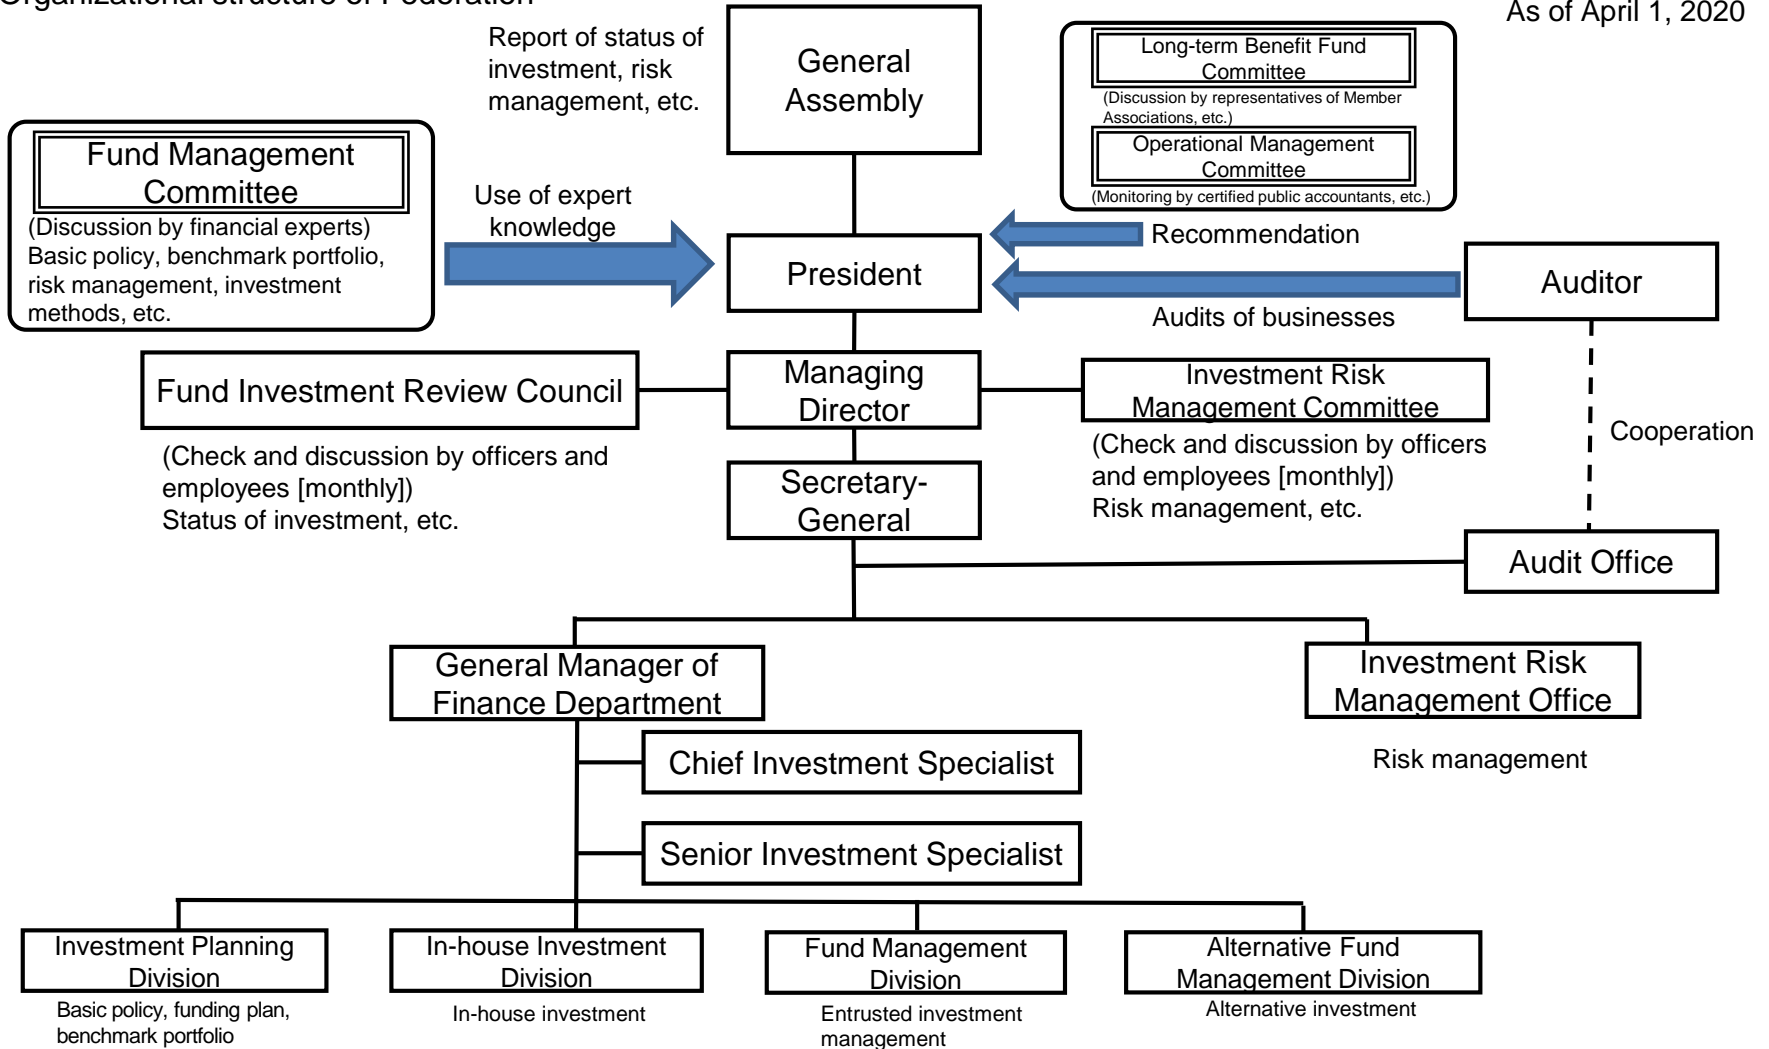 Organizational structure of Federation
As of April 1, 2020
Report of status of
investment, risk
management, etc.
General
Assembly
Long-term Benefit Fund
Committee
(Discussion by representatives of Member
Associations, etc.)
Operational Management
Committee
(Monitoring by certified public accountants, etc.)
Fund Management
Committee
(Discussion by financial experts)
Basic policy, benchmark portfolio,
risk management, investment
methods, etc.
Use of expert
knowledge
President
Recommendation
Audits of businesses
Auditor
Fund Investment Review Council
(Check and discussion by officers and
employees [monthly])
Status of investment, etc.
Managing
Director
Investment Risk
Management Committee
(Check and discussion by officers
and employees [monthly])
Risk management, etc.
Cooperation
Secretary-
General
Audit Office
General Manager of
Finance Department
Investment Risk
Management Office
Risk management
Chief Investment Specialist
Senior Investment Specialist
Investment Planning
Division
Basic policy, funding plan,
benchmark portfolio
In-house Investment
Division
In-house investment
Fund Management
Division
Entrusted investment
management
Alternative Fund
Management Division
Alternative investment